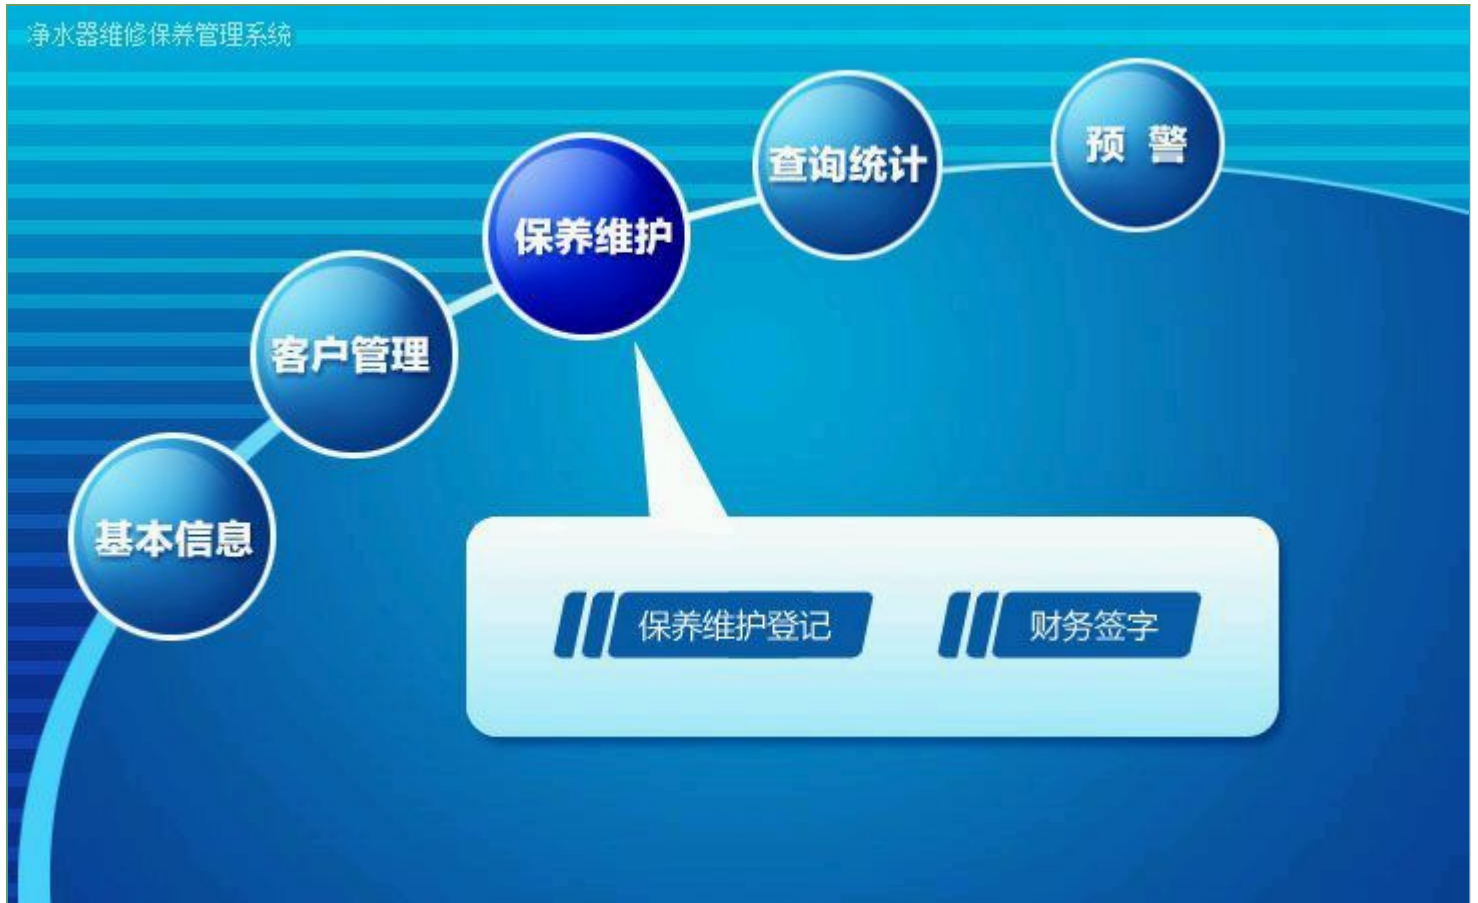 净水器维修保养管理系统
预 警
查询统计
保养维护
客户管理
基本信息
保养维护登记
财务签字